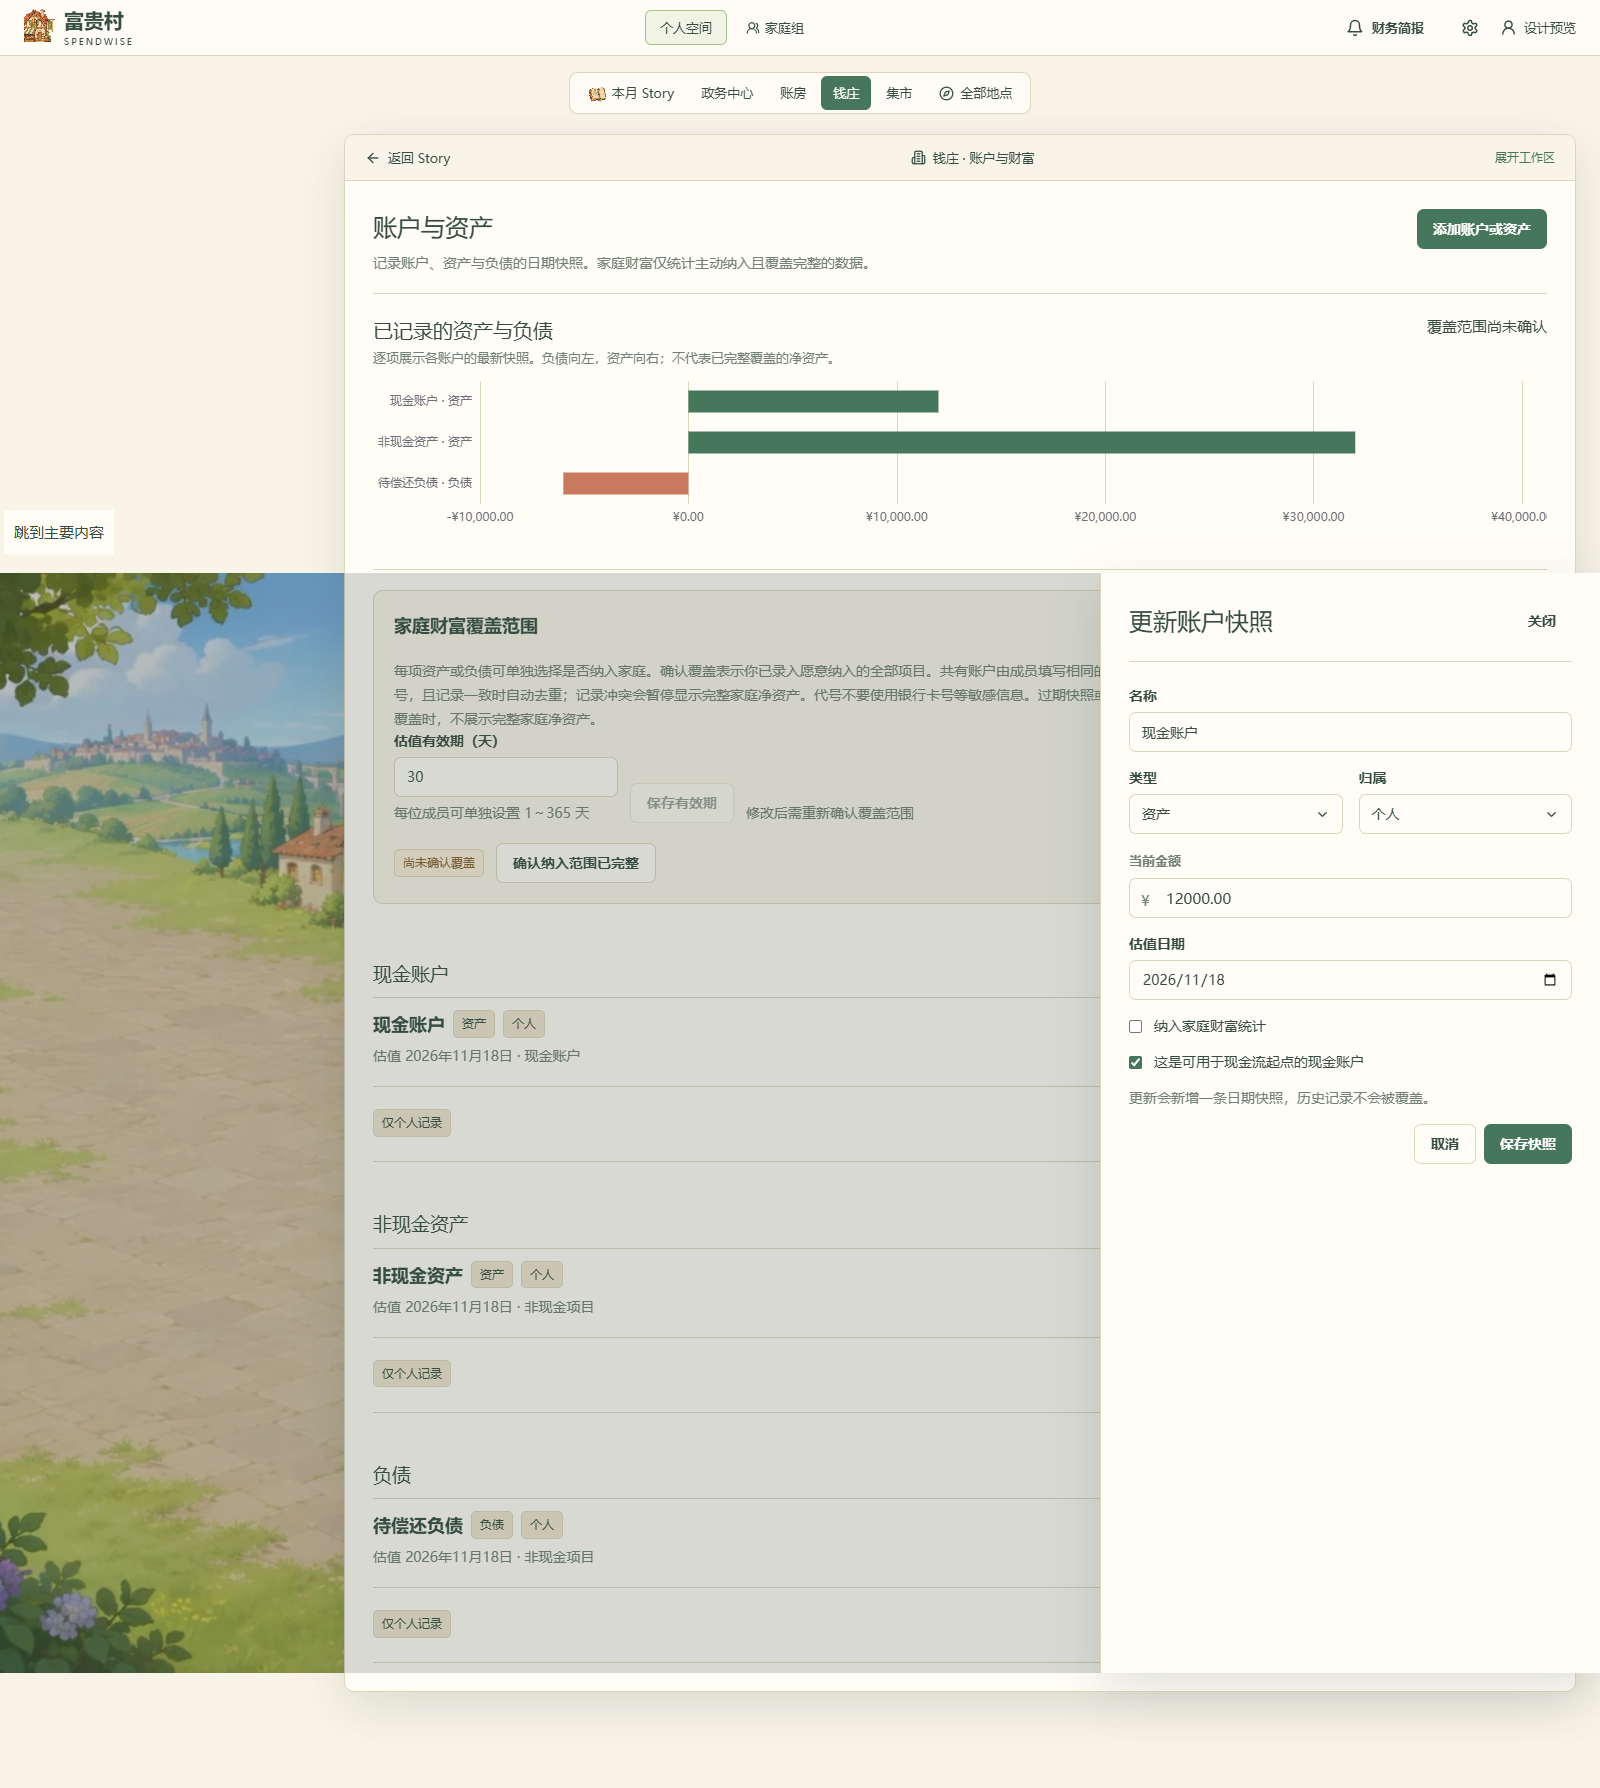 富贵村
SPENDWISE
个人空间
家庭组
财务简报
设计预览
本月 Story
政务中心
账房
钱庄
集市
全部地点
返回 Story
钱庄 · 账户与财富
展开工作区
账户与资产
添加账户或资产
记录账户、资产与负债的日期快照。家庭财富仅统计主动纳入且覆盖完整的数据。
已记录的资产与负债
覆盖范围尚未确认
逐项展示各账户的最新快照。负债向左，资产向右；不代表已完整覆盖的净资产。
现金账户 · 资产
非现金资产 · 资产
待偿还负债 · 负债
-¥10,000.00
¥0.00
¥10,000.00
¥20,000.00
¥30,000.00
¥40,000.0
跳到主要内容
家庭财富覆盖范围
每项资产或负债可单独选择是否纳入家庭。确认覆盖表示你已录入愿意纳入的全部项目。共有账户由成员填写相同的
号，且记录一致时自动去重；记录冲突会暂停显示完整家庭净资产。代号不要使用银行卡号等敏感信息。过期快照或
覆盖时，不展示完整家庭净资产。
估值有效期（天）
30
保存有效期
每位成员可单独设置 1 ~ 365 天
修改后需重新确认覆盖范围
尚未确认覆盖
确认纳入范围已完整
现金账户
现金账户
资产
个人
估值 2026年11月18日 · 现金账户
仅个人记录
非现金资产
非现金资产
资产
个人
估值 2026年11月18日 · 非现金项目
仅个人记录
负债
待偿还负债
负债
个人
估值 2026年11月18日 · 非现金项目
仅个人记录
更新账户快照
关闭
名称
现金账户
类型
归属
资产
个人
当前金额
¥ 12000.00
估值日期
2026/11/18
纳入家庭财富统计
这是可用于现金流起点的现金账户
更新会新增一条日期快照，历史记录不会被覆盖。
取消
保存快照